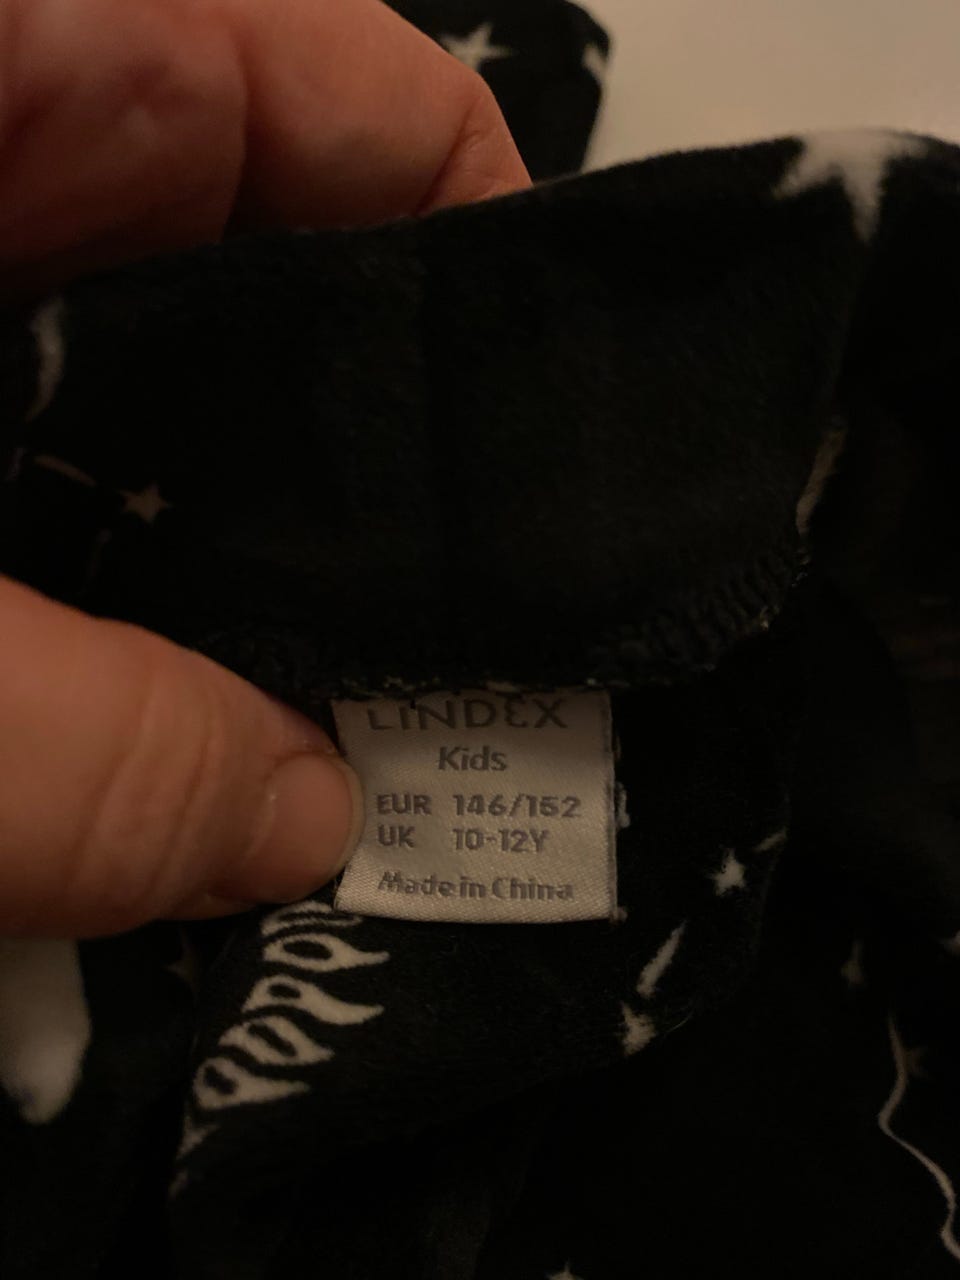 LINDEX
Kids
EUR 146/152
UK 10-12Y
Made in China